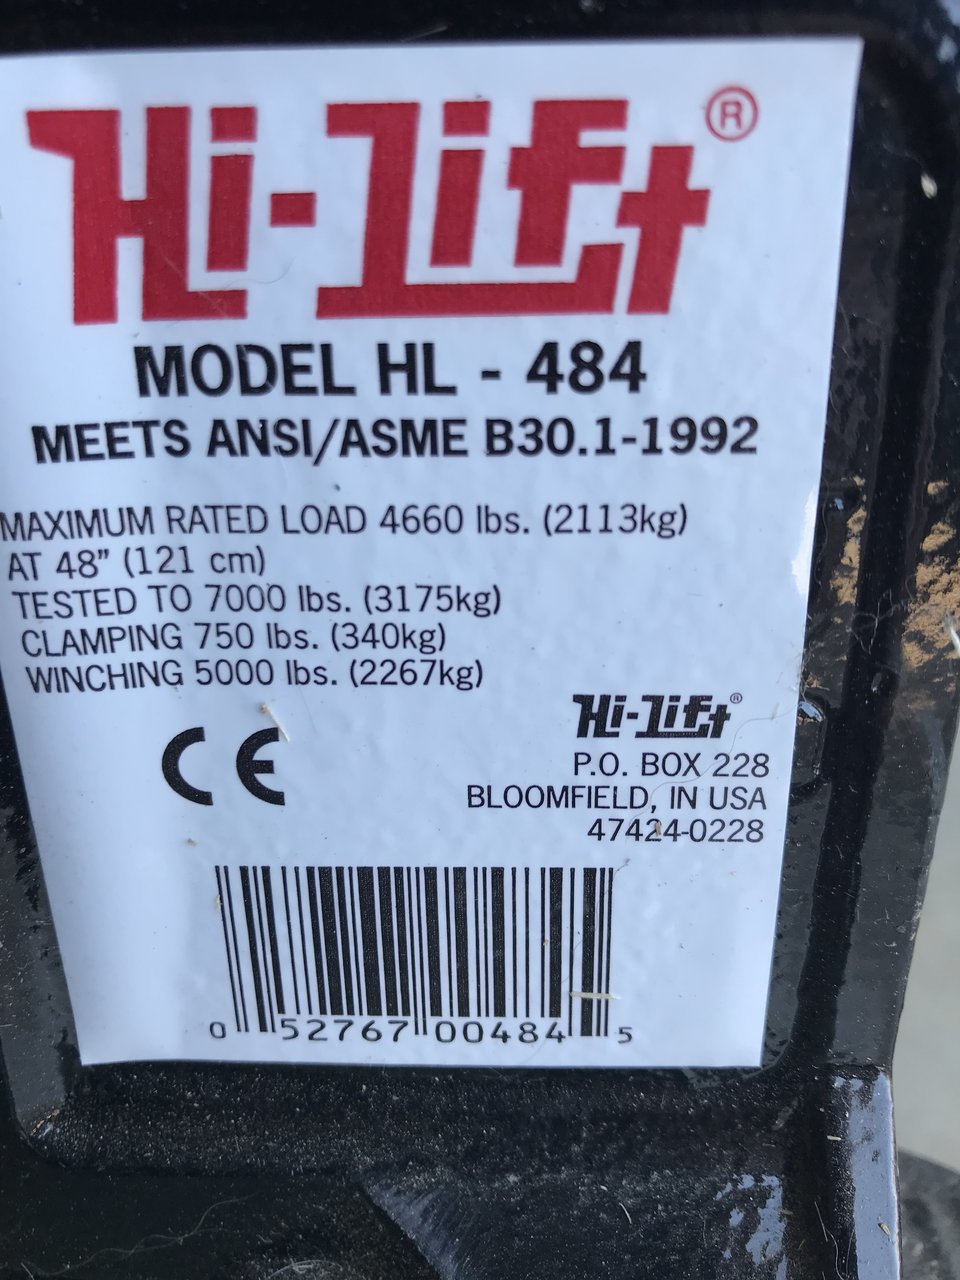 Hi-Lift®
MODEL HL - 484
MEETS ANSI/ASME B30.1-1992
MAXIMUM RATED LOAD 4660 lbs. (2113kg)
AT 48” (121 cm)
TESTED TO 7000 lbs. (3175kg)
CLAMPING 750 lbs. (340kg)
WINCHING 5000 lbs. (2267kg)
CE
Hi-Lift®
P.O. BOX 228
BLOOMFIELD, IN USA
47424-0228
0 52767 00484 5